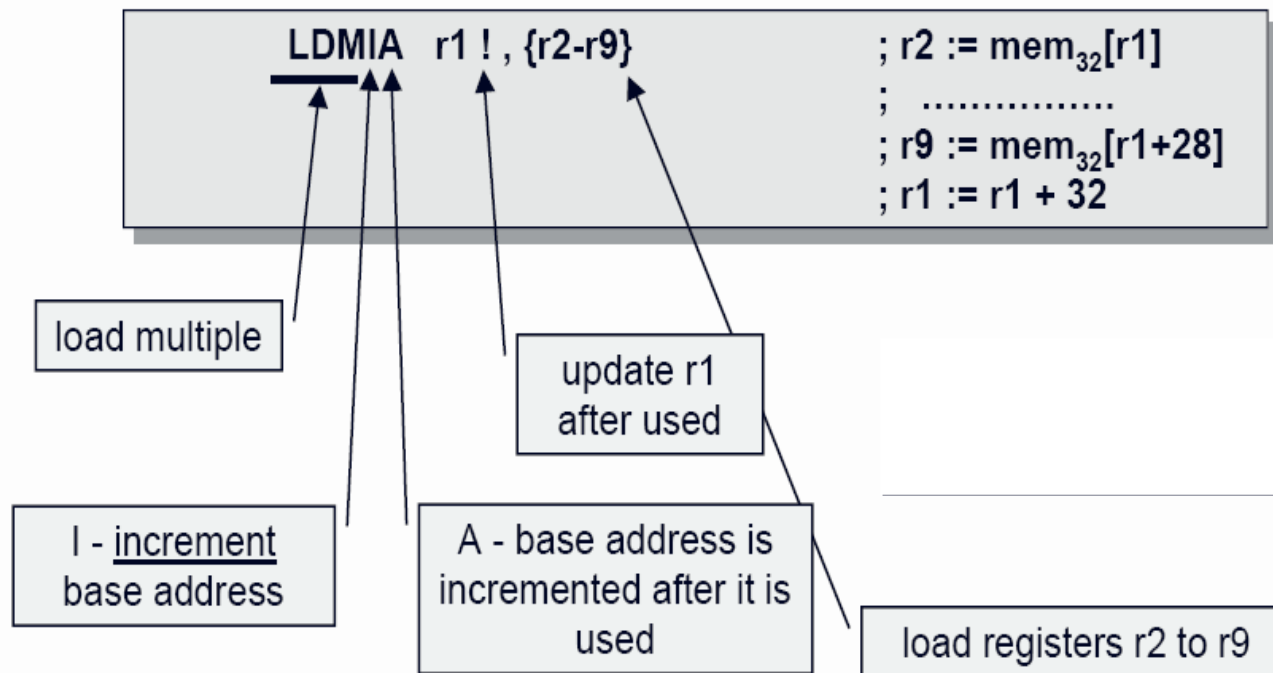 LDMIA r1 ! , {r2-r9} ; r2 := mem32[r1]
; ................
; r9 := mem32[r1+28]
; r1 := r1 + 32
load multiple
update r1
after used
I - increment
base address
A - base address is
incremented after it is
used
load registers r2 to r9